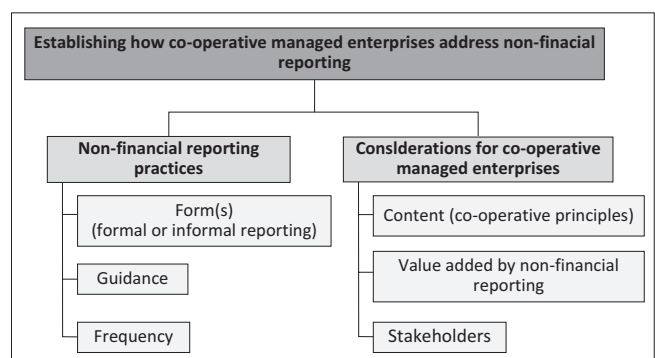 Establishing how co-operative managed enterprises address non-finacial
reporting
Non-financial reporting
practices
Form(s)
(formal or informal reporting)
Guidance
Frequency
Conslderations for co-operative
managed enterprises
Content (co-operative principles)
Value added by non-financial
reporting
Stakeholders